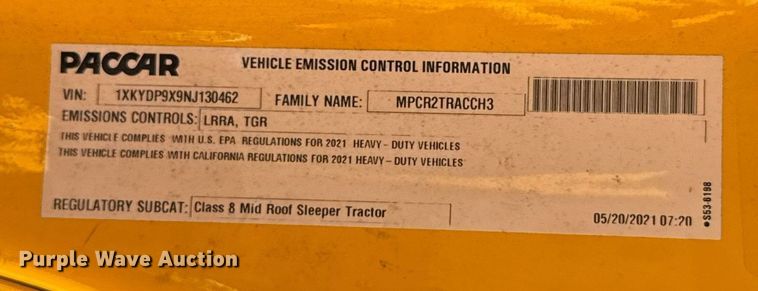 PACCAR VEHICLE EMISSION CONTROL INFORMATION
VIN: 1XKYDP9X9NJ130462 FAMILY NAME: MPCR2TRACCH3
EMISSIONS CONTROLS: LRRA, TGR
THIS VEHICLE COMPLIES WITH U.S. EPA REGULATIONS FOR 2021 HEAVY-DUTY VEHICLES
THIS VEHICLE COMPLIES WITH CALIFORNIA REGULATIONS FOR 2021 HEAVY-DUTY VEHICLES
REGULATORY SUBCAT: Class 8 Mid Roof Sleeper Tractor
05/20/2021 07:20
●S53-6198
Purple Wave Auction